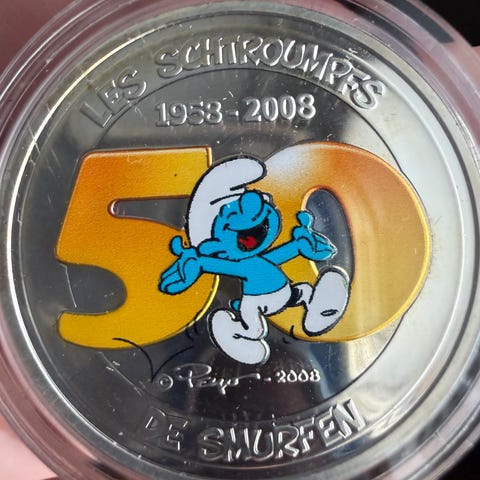 LES SCHTROUMPFS
1958-2008
50
© Peyo - 2008
DE SMURFEN